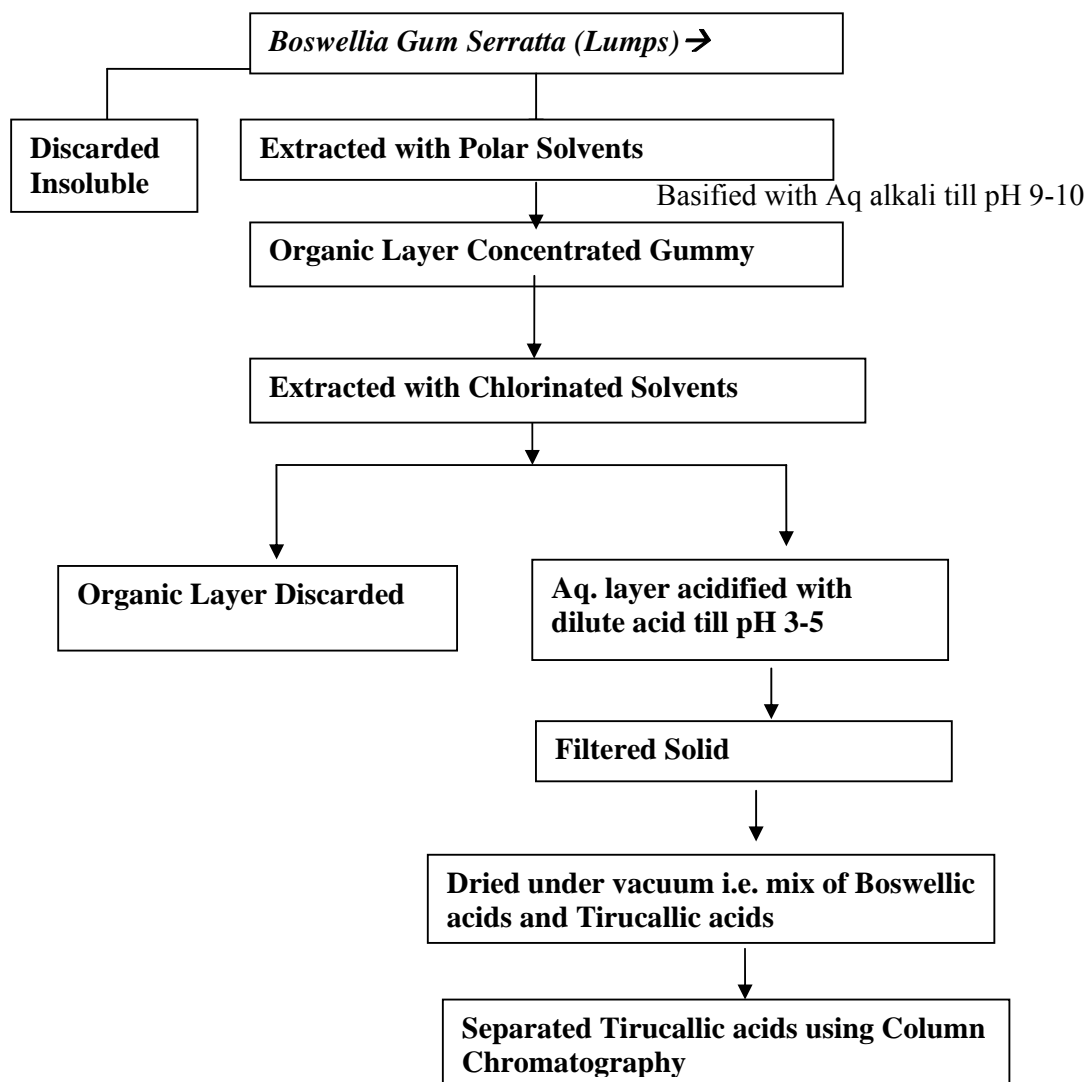 Boswellia Gum Serratta (Lumps) →
Discarded
Insoluble
Extracted with Polar Solvents
Basified with Aq alkali till pH 9-10
Organic Layer Concentrated Gummy
Extracted with Chlorinated Solvents
Organic Layer Discarded
Aq. layer acidified with
dilute acid till pH 3-5
Filtered Solid
Dried under vacuum i.e. mix of Boswellic
acids and Tirucallic acids
Separated Tirucallic acids using Column
Chromatography